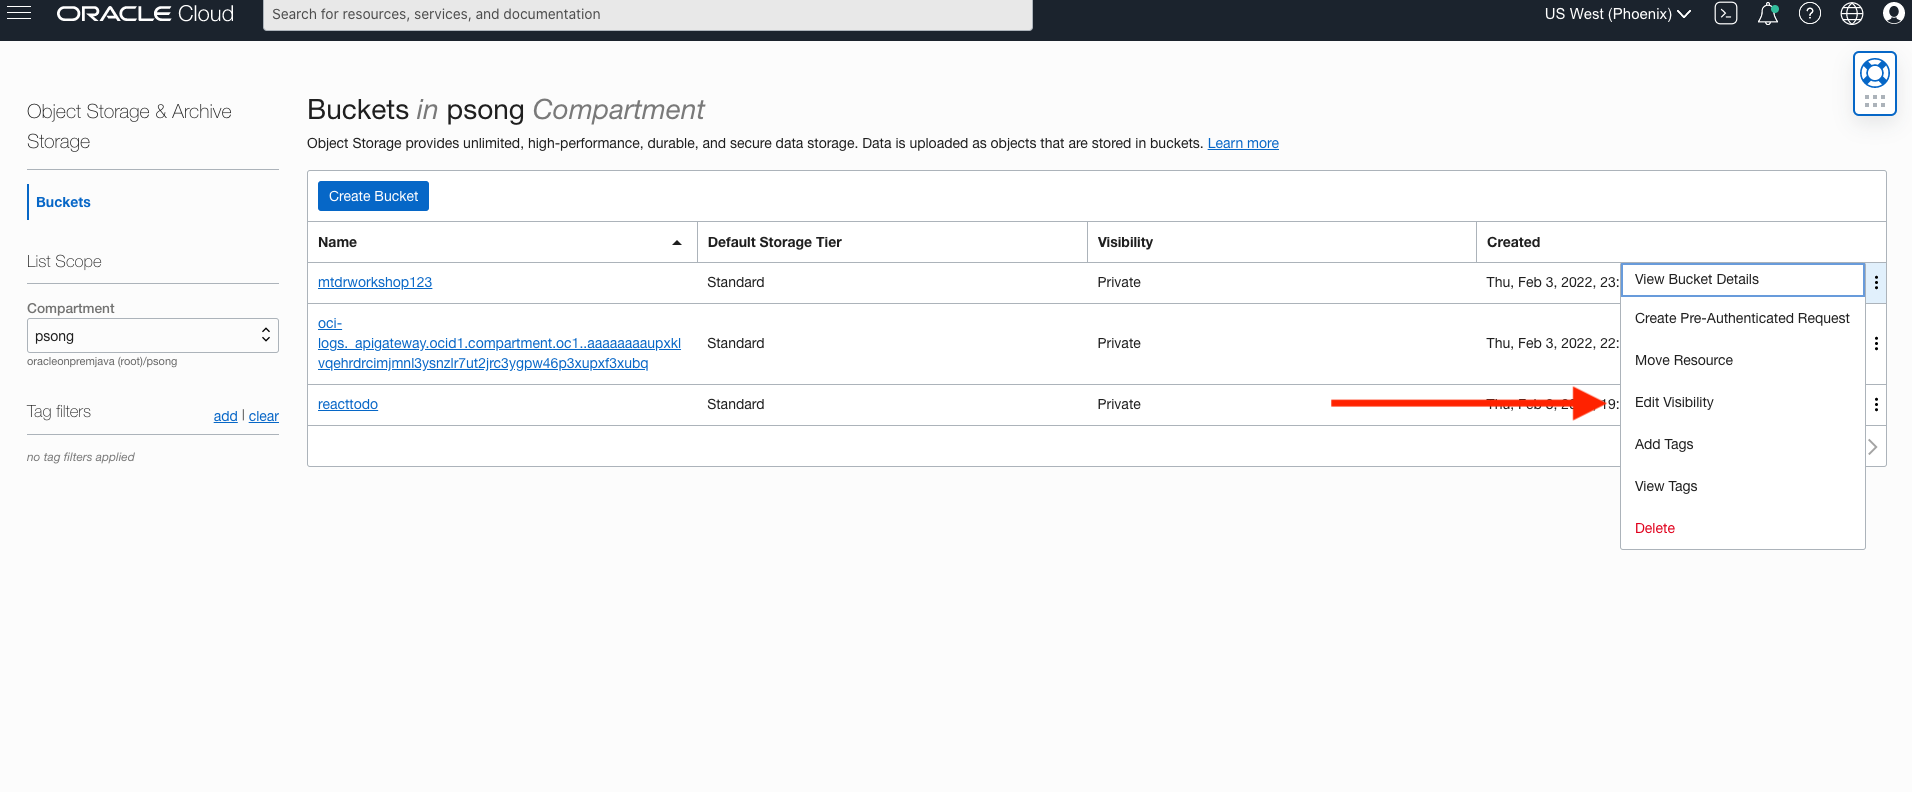 ORACLE Cloud
Search for resources, services, and documentation
US West (Phoenix)
Object Storage & Archive
Storage
Buckets
List Scope
Compartment
psong
oracleonpremjava (root)/psong
Tag filters
add | clear
no tag filters applied
Buckets in psong Compartment
Object Storage provides unlimited, high-performance, durable, and secure data storage. Data is uploaded as objects that are stored in buckets. Learn more
Create Bucket
Name Default Storage Tier Visibility Created
mtdrworkshop123 Standard Private Thu, Feb 3, 2022, 23:
oci-
logs._apigateway.ocid1.compartment.oc1..aaaaaaaaupxkl Standard Private Thu, Feb 3, 2022, 22:
vqehrdrcimjmnl3ysnzlr7ut2jrc3ygpw46p3xupxf3xubq
reacttodo Standard Private Thu, Feb 19:
View Bucket Details
Create Pre-Authenticated Request
Move Resource
Edit Visibility
Add Tags
View Tags
Delete